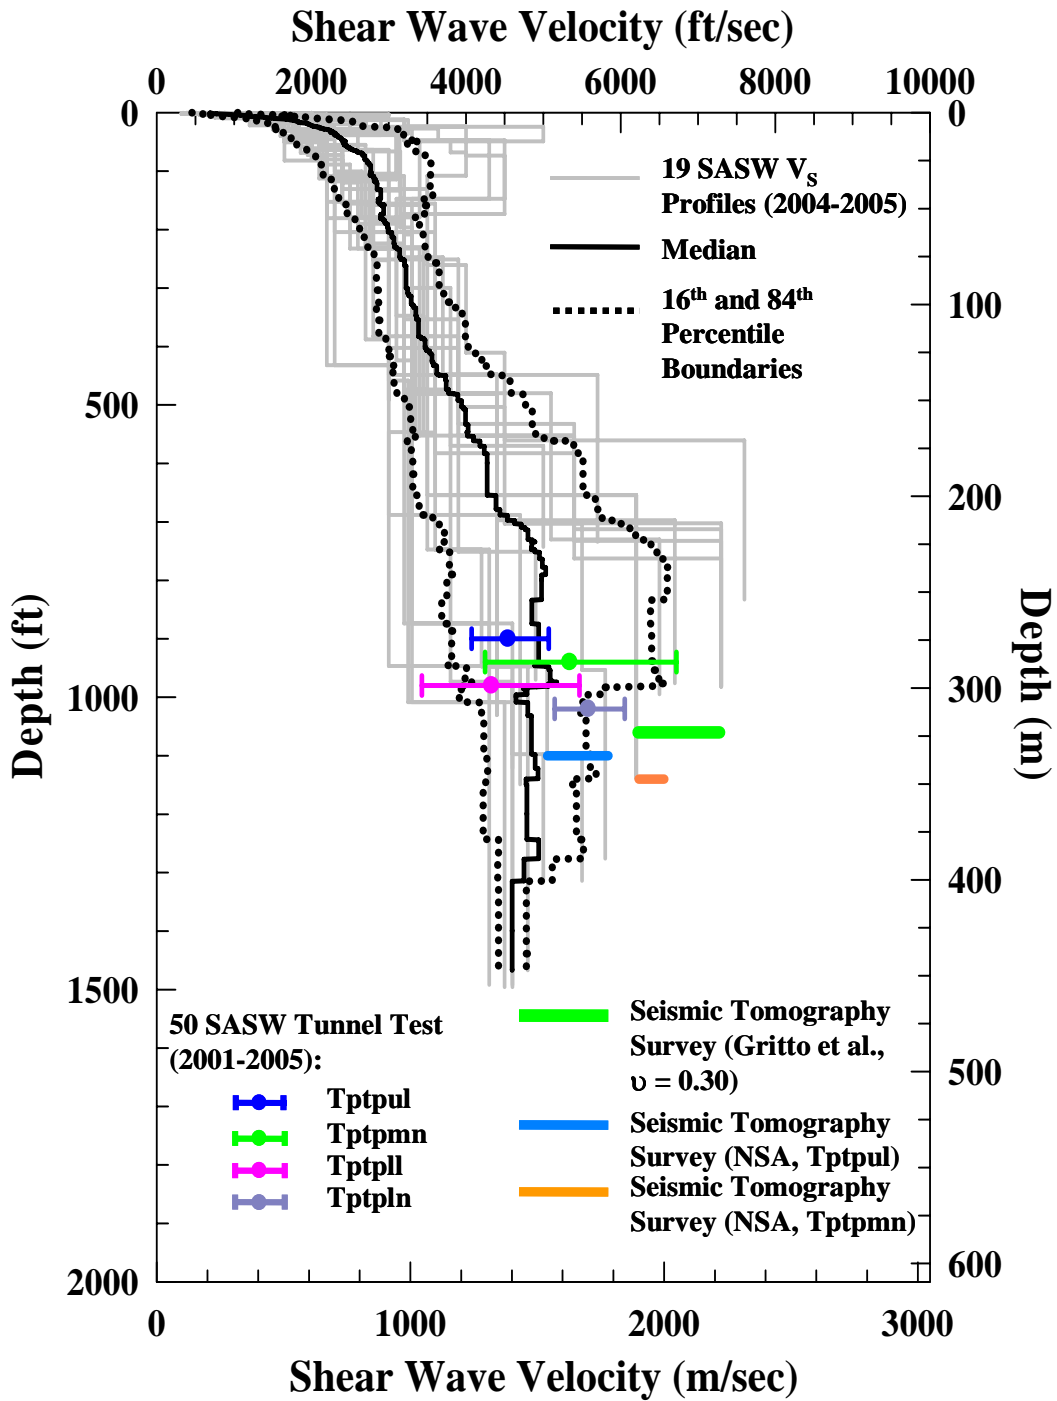 Shear Wave Velocity (ft/sec)
0 2000 4000 6000 8000 10000
0
500
1000
1500
2000
Depth (ft)
0
100
200
300
400
500
600
Depth (m)
19 SASW VS
Profiles (2004-2005)
Median
16th and 84th
Percentile
Boundaries
50 SASW Tunnel Test
(2001-2005):
Tptpul
Tptpmn
Tptpll
Tptpln
Seismic Tomography
Survey (Gritto et al.,
υ = 0.30)
Seismic Tomography
Survey (NSA, Tptpul)
Seismic Tomography
Survey (NSA, Tptpmn)
0 1000 2000 3000
Shear Wave Velocity (m/sec)